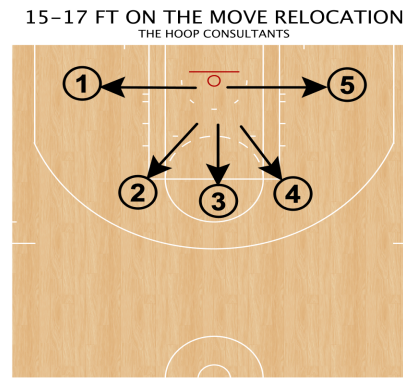 15-17 FT ON THE MOVE RELOCATION
THE HOOP CONSULTANTS
1
5
2
3
4